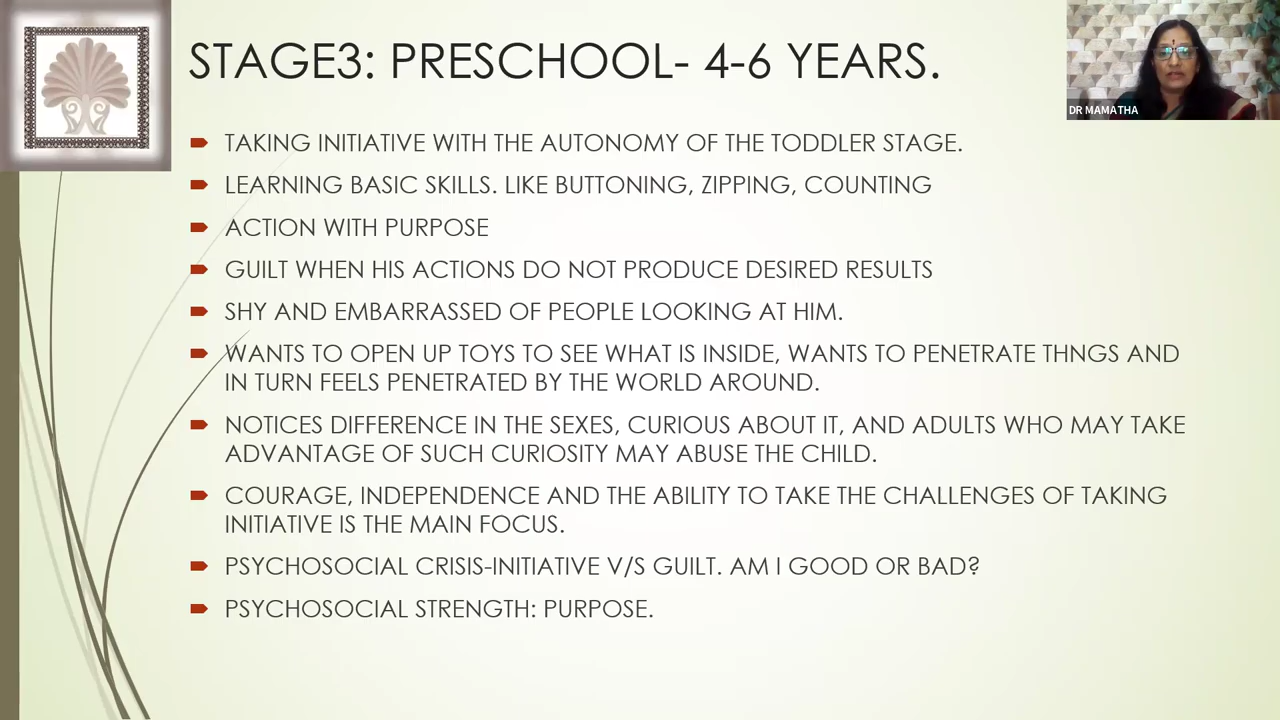 STAGE3: PRESCHOOL- 4-6 YEARS.
DR MAMATHA
TAKING INITIATIVE WITH THE AUTONOMY OF THE TODDLER STAGE.
LEARNING BASIC SKILLS. LIKE BUTTONING, ZIPPING, COUNTING
ACTION WITH PURPOSE
GUILT WHEN HIS ACTIONS DO NOT PRODUCE DESIRED RESULTS
SHY AND EMBARRASSED OF PEOPLE LOOKING AT HIM.
WANTS TO OPEN UP TOYS TO SEE WHAT IS INSIDE, WANTS TO PENETRATE THNGS AND
IN TURN FEELS PENETRATED BY THE WORLD AROUND.
NOTICES DIFFERENCE IN THE SEXES, CURIOUS ABOUT IT, AND ADULTS WHO MAY TAKE
ADVANTAGE OF SUCH CURIOSITY MAY ABUSE THE CHILD.
COURAGE, INDEPENDENCE AND THE ABILITY TO TAKE THE CHALLENGES OF TAKING
INITIATIVE IS THE MAIN FOCUS.
PSYCHOSOCIAL CRISIS-INITIATIVE V/S GUILT. AM I GOOD OR BAD?
PSYCHOSOCIAL STRENGTH: PURPOSE.